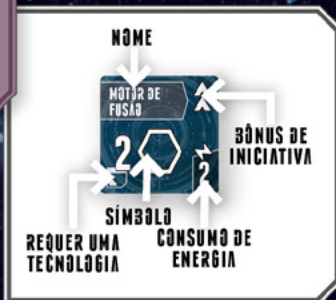 NOME
MOTOR DE
FUSÃO
2
2
BÔNUS DE
INICIATIVA
SÍMBOLO
REQUER UMA
TECNOLOGIA
CONSUMO DE
ENERGIA